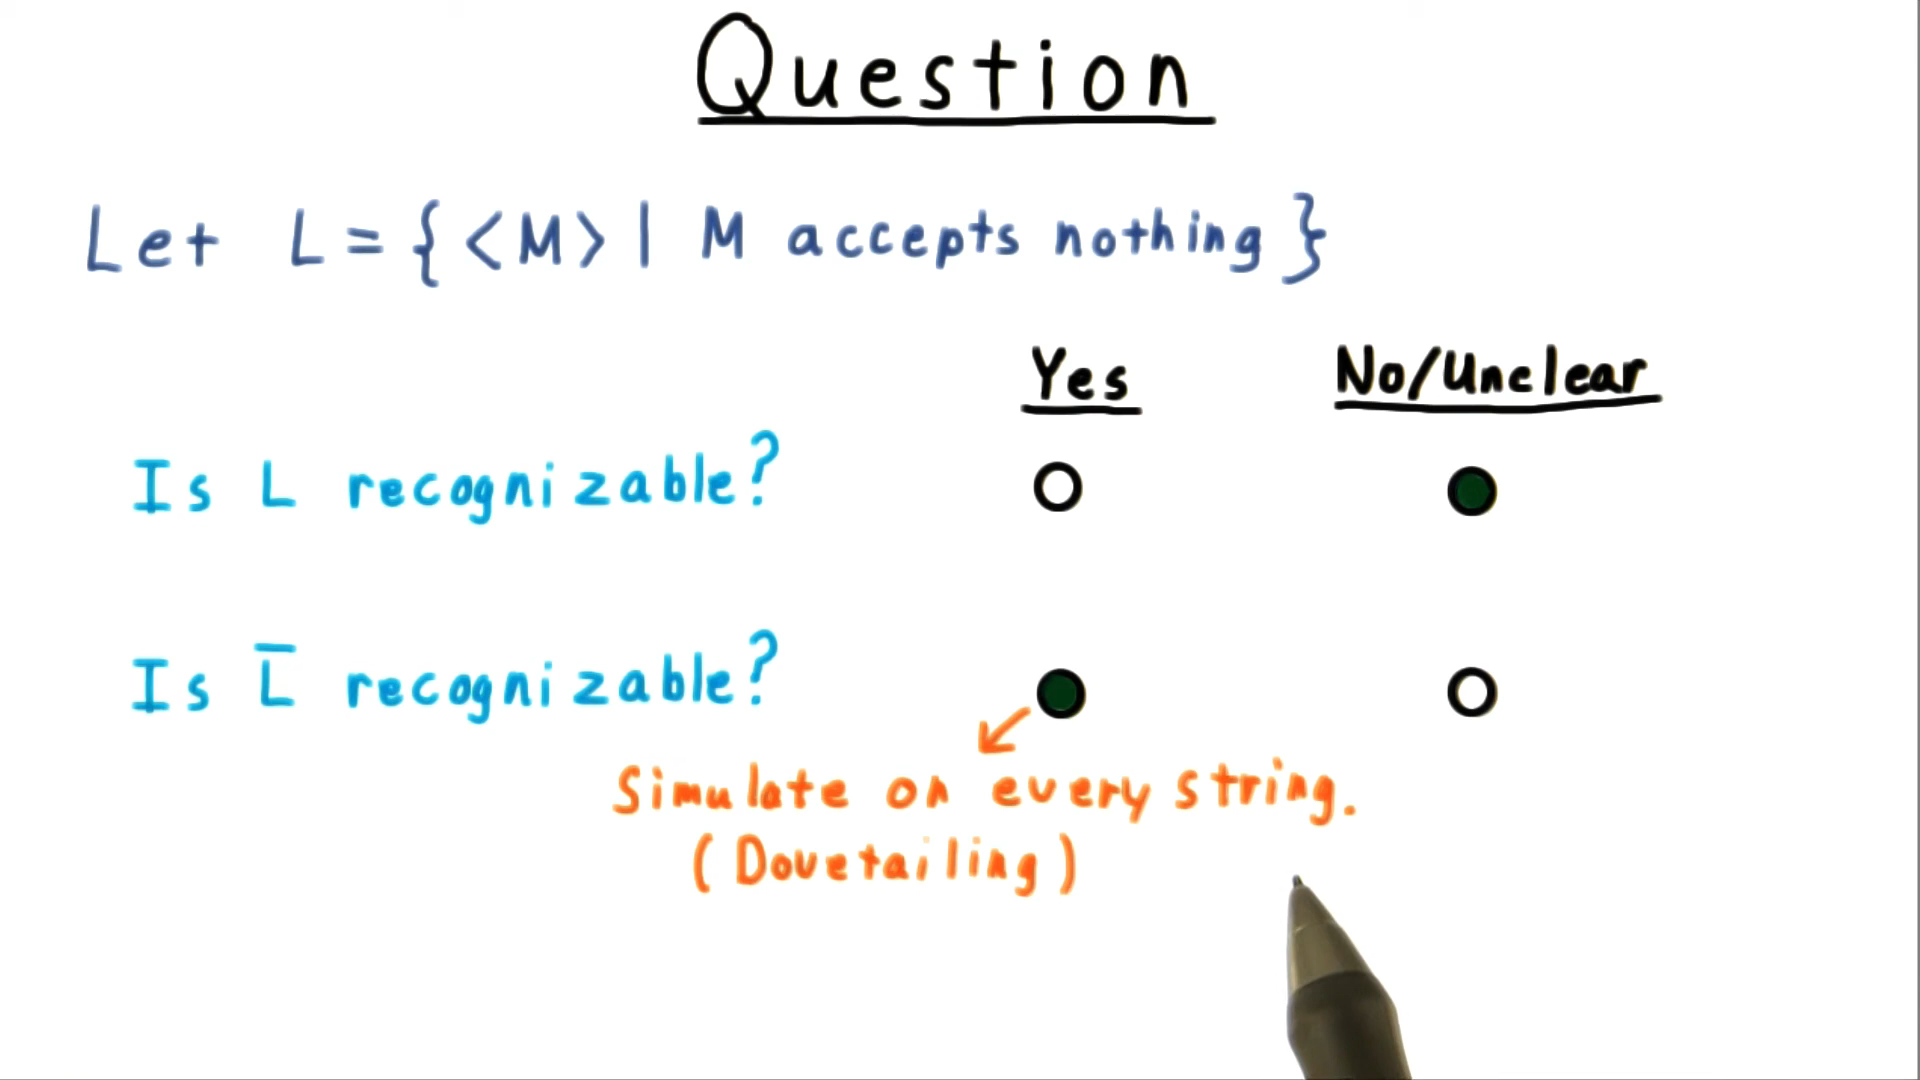 Question
Let L = { <M> | M accepts nothing }
Yes No/Unclear
Is L recognizable?
Is L̅ recognizable?
Simulate on every string.
(Dovetailing)